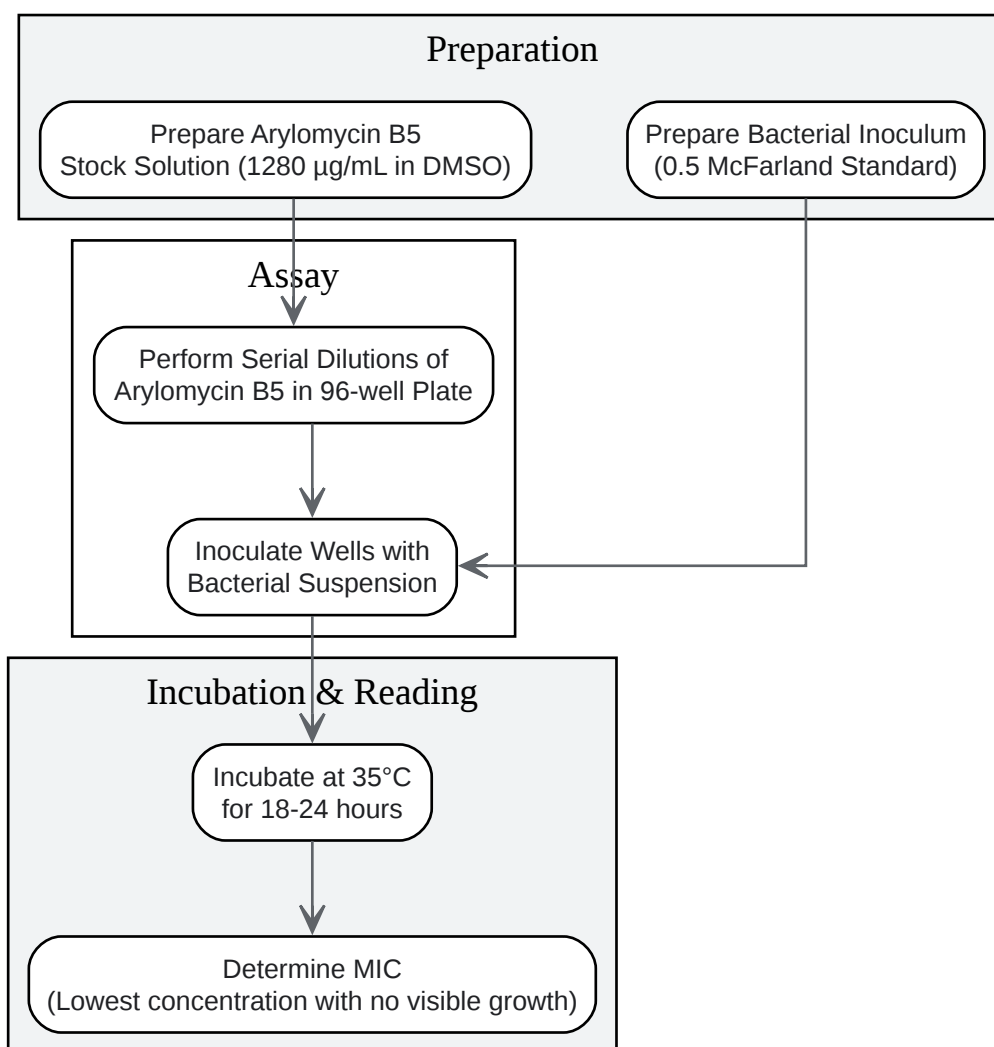 Preparation
Prepare Arylomycin B5
Stock Solution (1280 µg/mL in DMSO)
Prepare Bacterial Inoculum
(0.5 McFarland Standard)
Assay
Perform Serial Dilutions of
Arylomycin B5 in 96-well Plate
Inoculate Wells with
Bacterial Suspension
Incubation & Reading
Incubate at 35°C
for 18-24 hours
Determine MIC
(Lowest concentration with no visible growth)